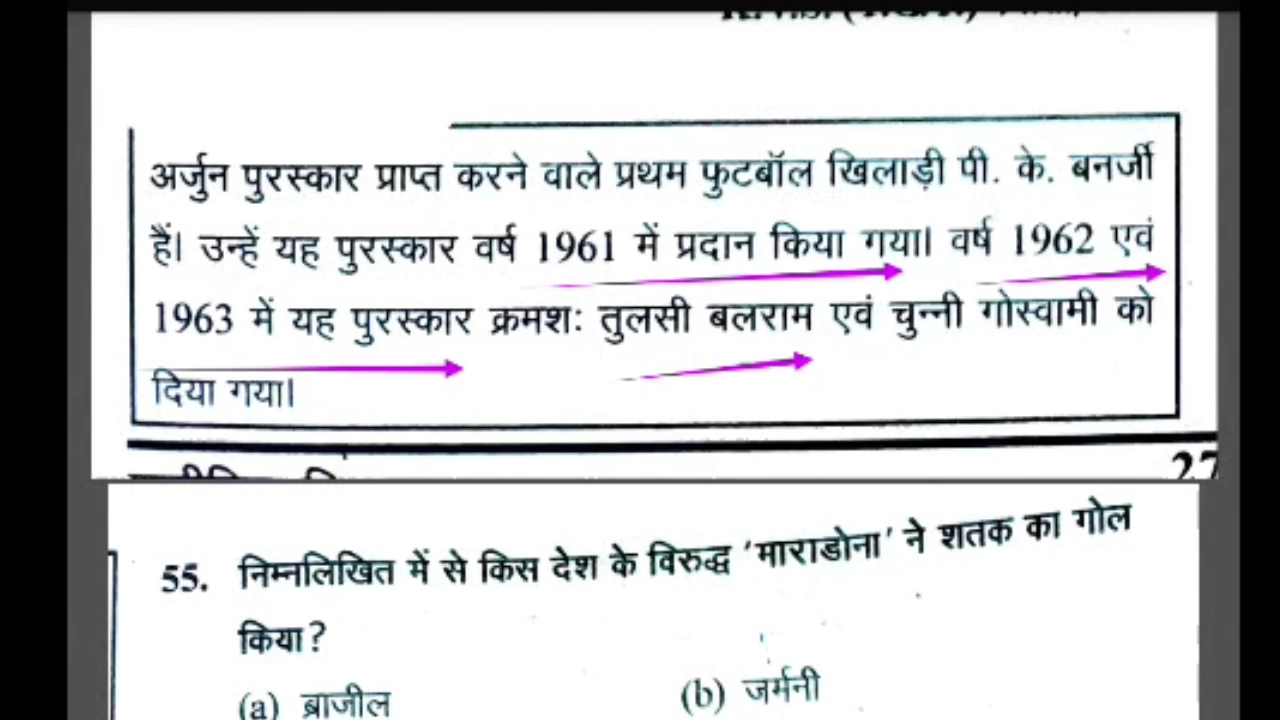 अर्जुन पुरस्कार प्राप्त करने वाले प्रथम फुटबॉल खिलाड़ी पी. के. बनर्जी
हैं। उन्हें यह पुरस्कार वर्ष 1961 में प्रदान किया गया। वर्ष 1962 एवं
1963 में यह पुरस्कार क्रमशः तुलसी बलराम एवं चुन्नी गोस्वामी को
दिया गया।
27
55. निम्नलिखित में से किस देश के विरुद्ध 'माराडोना' ने शतक का गोल
किया?
(a) ब्राजील (b) जर्मनी